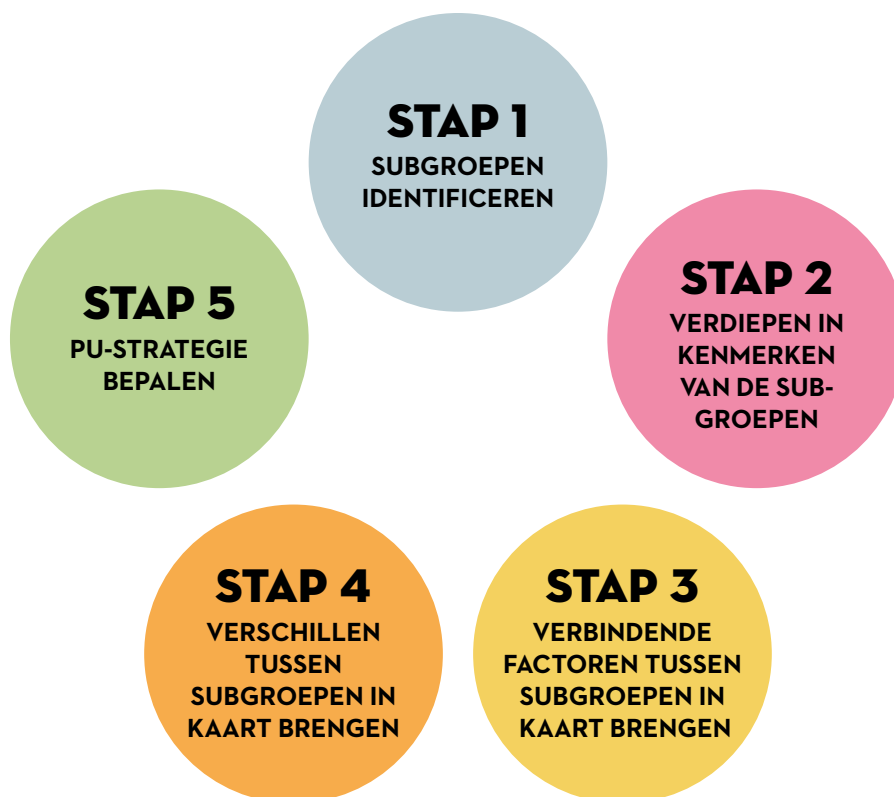 STAP 1
SUBGROEPEN
IDENTIFICEREN
STAP 2
VERDIEPEN IN
KENMERKEN
VAN DE SUB-
GROEPEN
STAP 3
VERBINDENDE
FACTOREN TUSSEN
SUBGROEPEN IN
KAART BRENGEN
STAP 4
VERSCHILLEN
TUSSEN
SUBGROEPEN IN
KAART BRENGEN
STAP 5
PU-STRATEGIE
BEPALEN